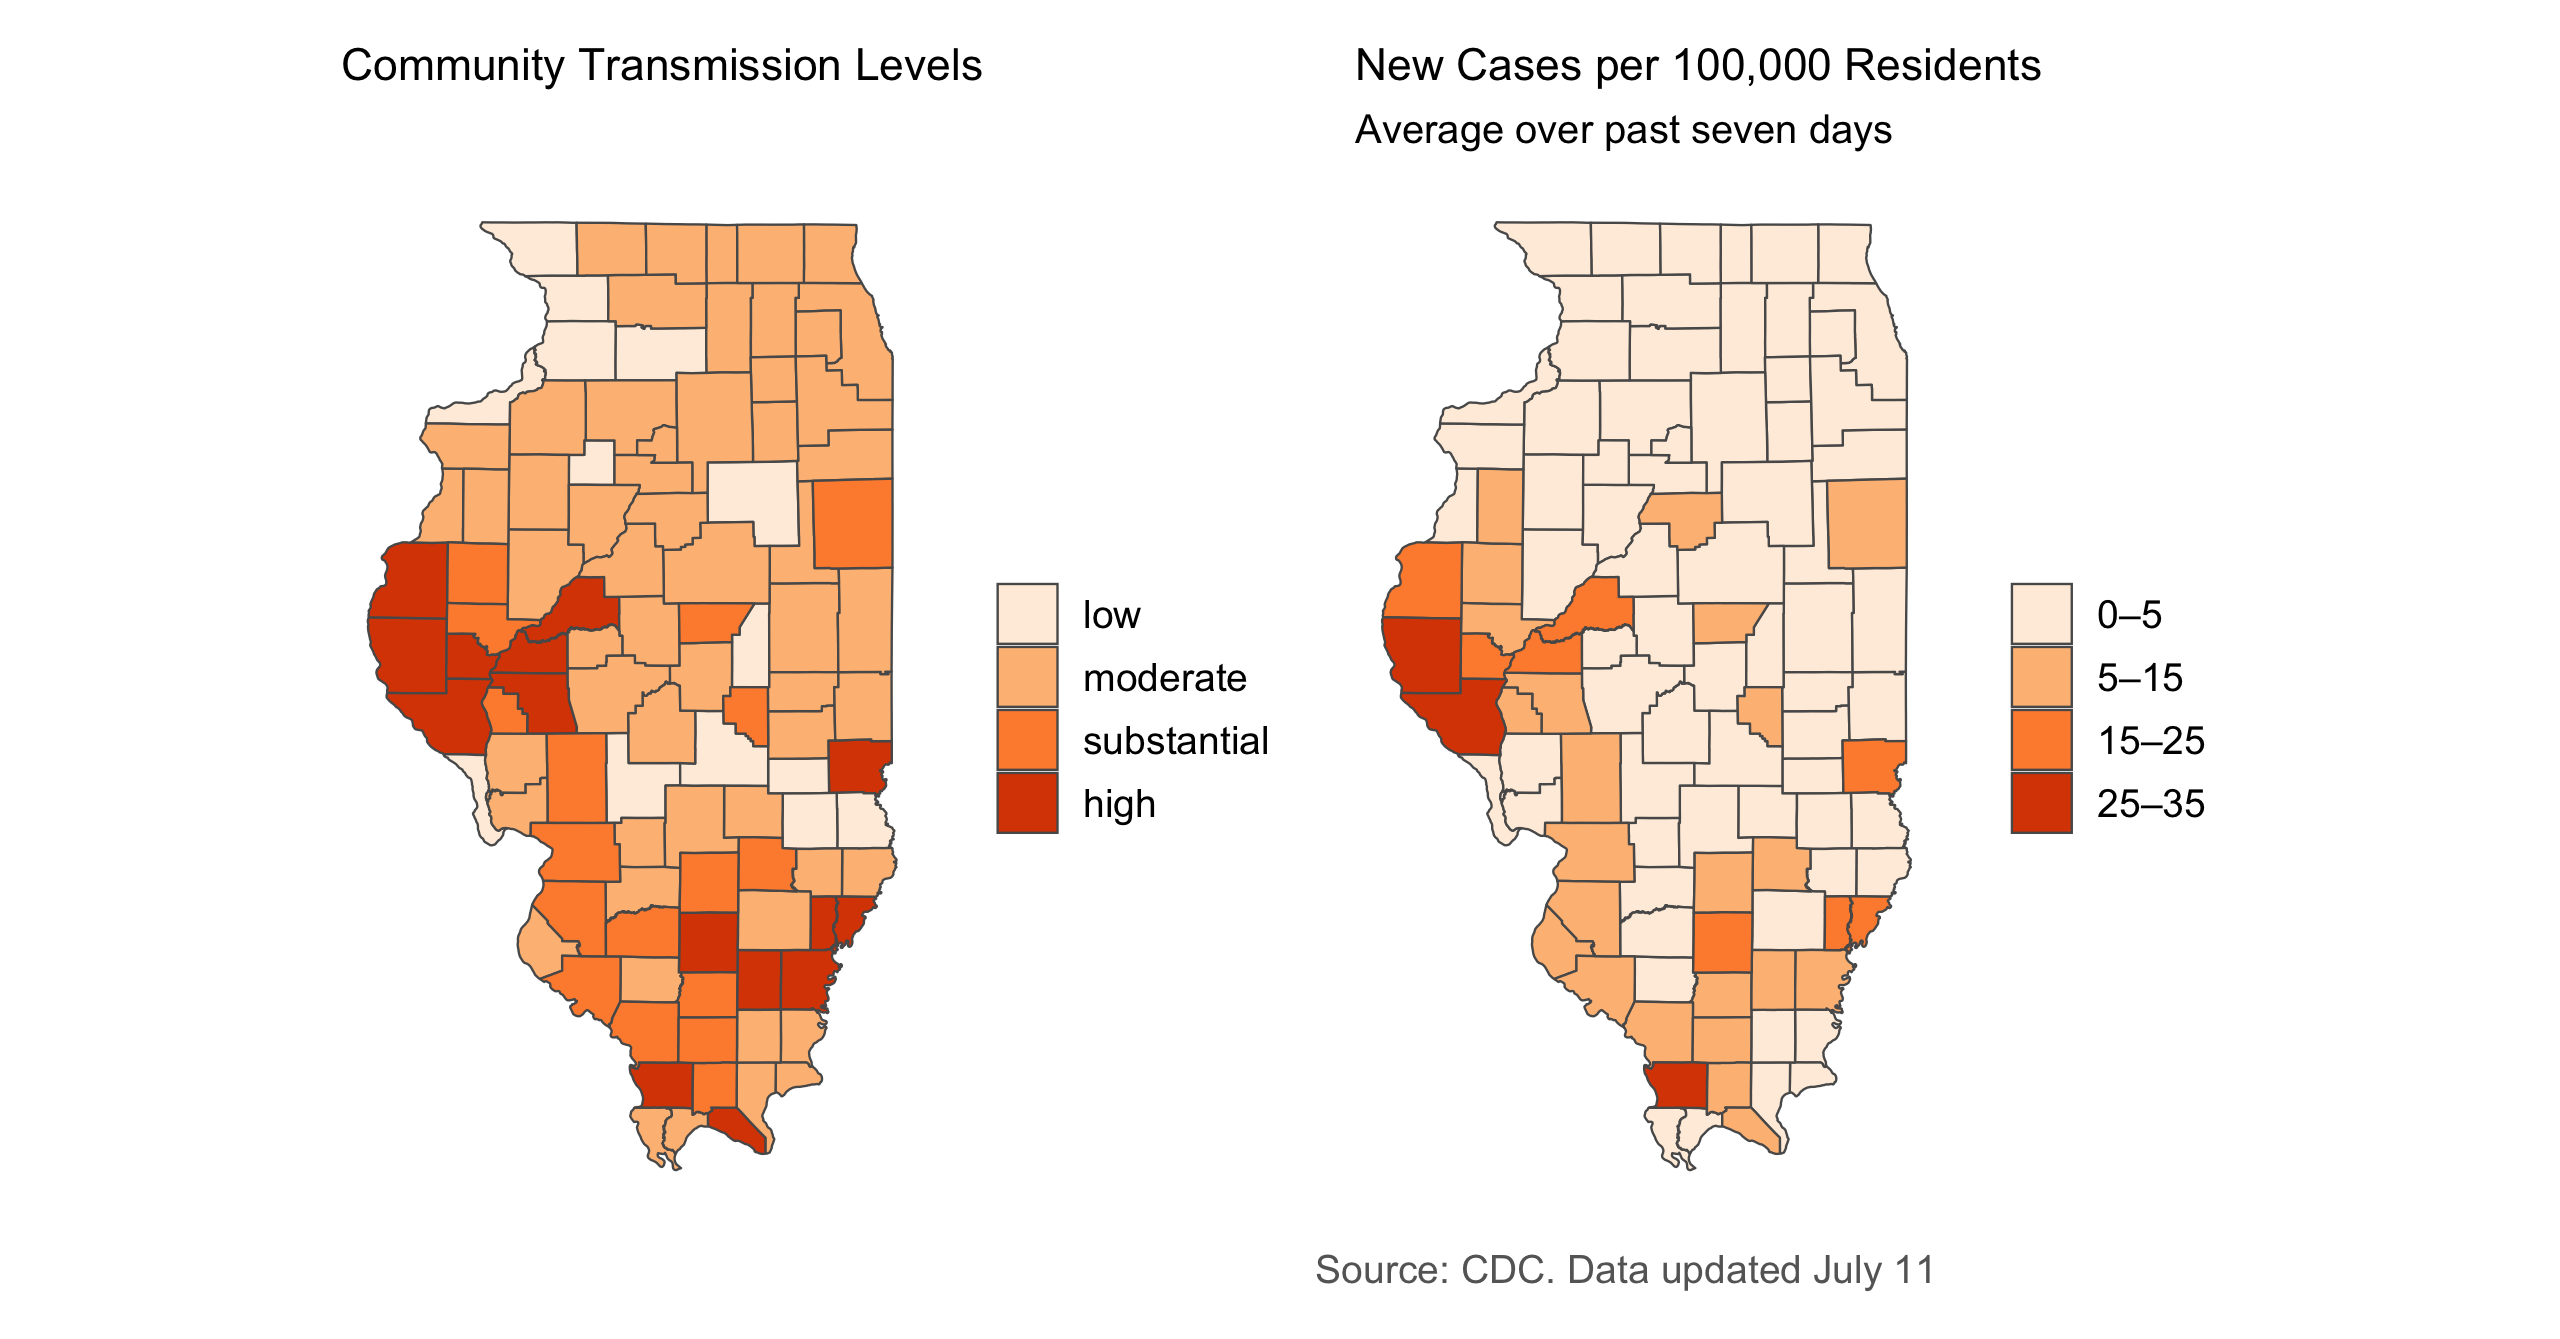 Community Transmission Levels
low
moderate
substantial
high
New Cases per 100,000 Residents
Average over past seven days
0–5
5–15
15–25
25–35
Source: CDC. Data updated July 11